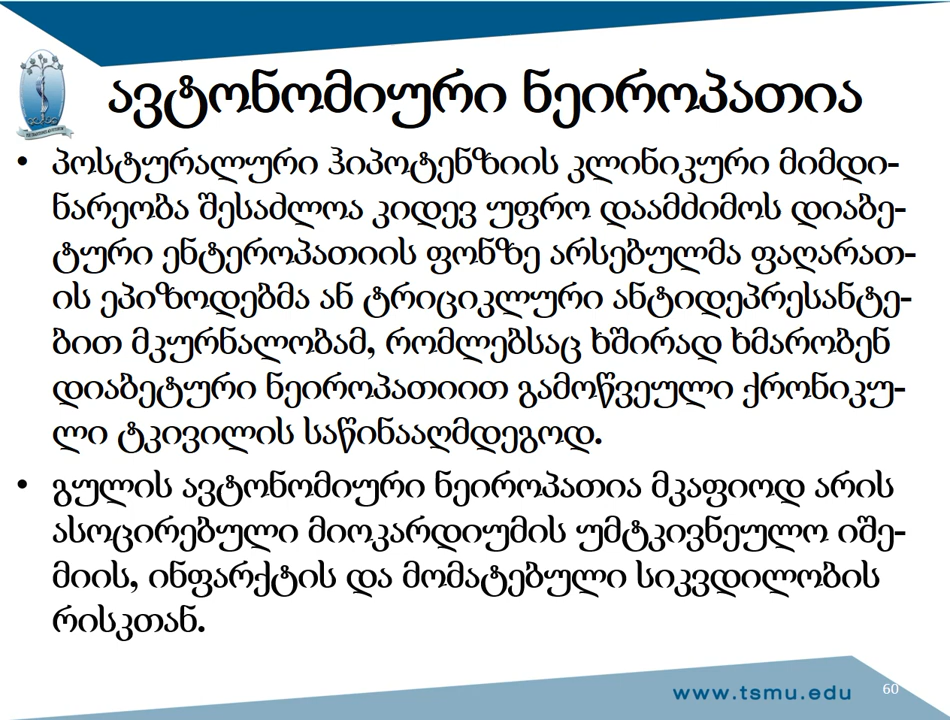 ავტონომიური ნეიროპათია
• პოსტურალური ჰიპოტენზიის კლინიკური მიმდი-
ნარეობა შესაძლოა კიდევ უფრო დაამძიმოს დიაბე-
ტური ენტეროპათიის ფონზე არსებულმა ფაღარათ-
ის ეპიზოდებმა ან ტრიციკლური ანტიდეპრესანტე-
ბით მკურნალობამ, რომლებსაც ხშირად ხმარობენ
დიაბეტური ნეიროპათიით გამოწვეული ქრონიკუ-
ლი ტკივილის საწინააღმდეგოდ.
• გულის ავტონომიური ნეიროპათია მკაფიოდ არის
ასოცირებული მიოკარდიუმის უმტკივნეულო იშე-
მიის, ინფარქტის და მომატებული სიკვდილობის
რისკთან.
www.tsmu.edu 60